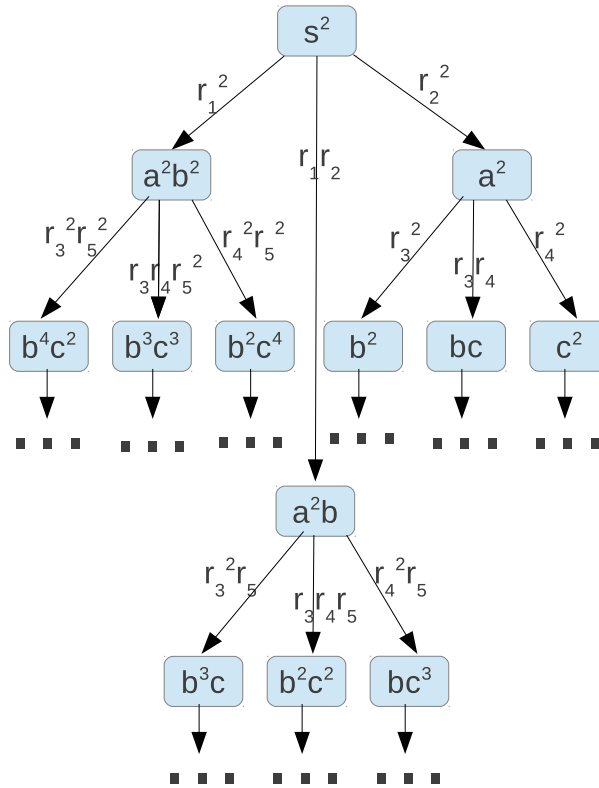 s²
r₁² r₂²
r₁r₂
a²b² a²
r₃²r₅² r₃r₄r₅² r₄²r₅² r₃² r₃r₄ r₄²
b⁴c² b³c³ b²c⁴ b² bc c²
a²b
r₃²r₅ r₃r₄r₅ r₄²r₅
b³c b²c² bc³